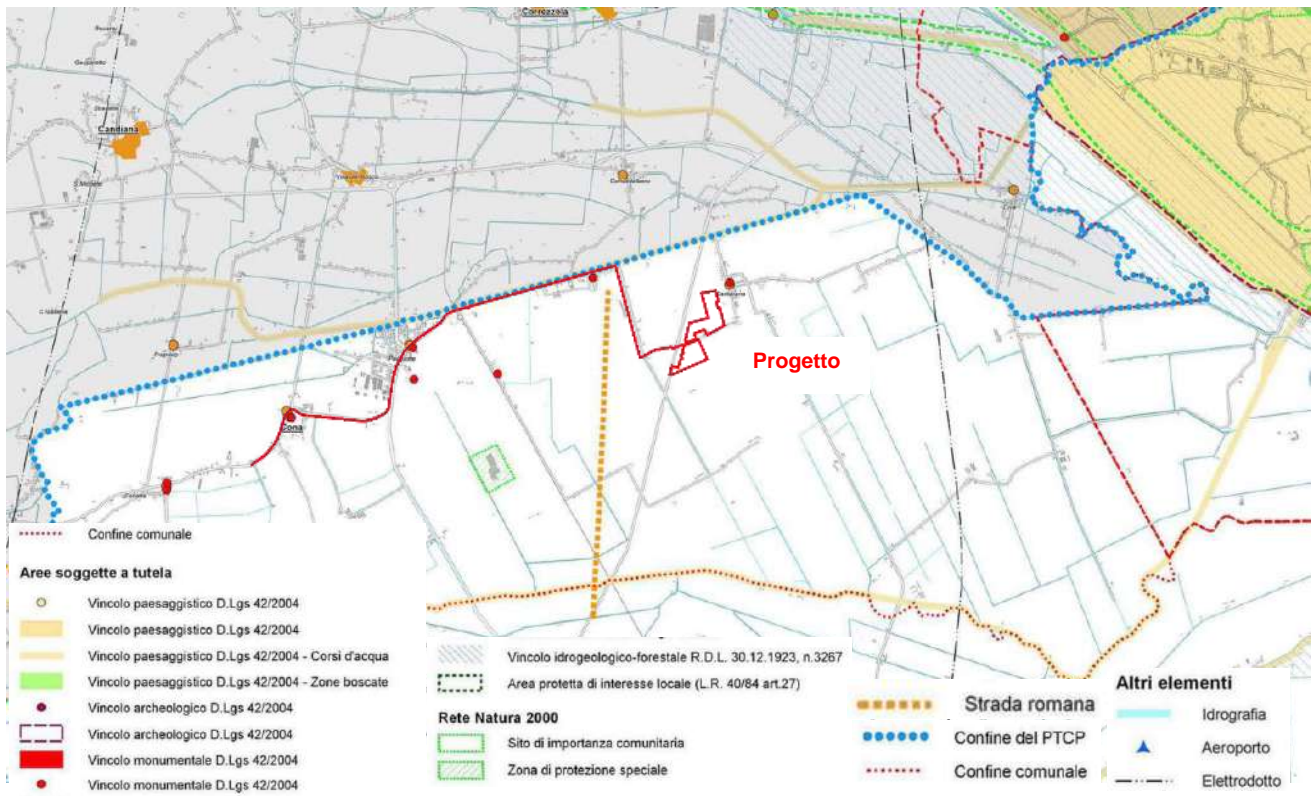 Correzzola
Candiana
Cona
Progetto
Confine comunale
Aree soggette a tutela
Vincolo paesaggistico D.Lgs 42/2004
Vincolo paesaggistico D.Lgs 42/2004
Vincolo paesaggistico D.Lgs 42/2004 - Corsi d'acqua
Vincolo paesaggistico D.Lgs 42/2004 - Zone boscate
Vincolo archeologico D.Lgs 42/2004
Vincolo archeologico D.Lgs 42/2004
Vincolo monumentale D.Lgs 42/2004
Vincolo monumentale D.Lgs 42/2004
Vincolo idrogeologico-forestale R.D.L. 30.12.1923, n.3267
Area protetta di interesse locale (L.R. 40/84 art.27)
Rete Natura 2000
Sito di importanza comunitaria
Zona di protezione speciale
Strada romana
Confine del PTCP
Confine comunale
Altri elementi
Idrografia
Aeroporto
Elettrodotto